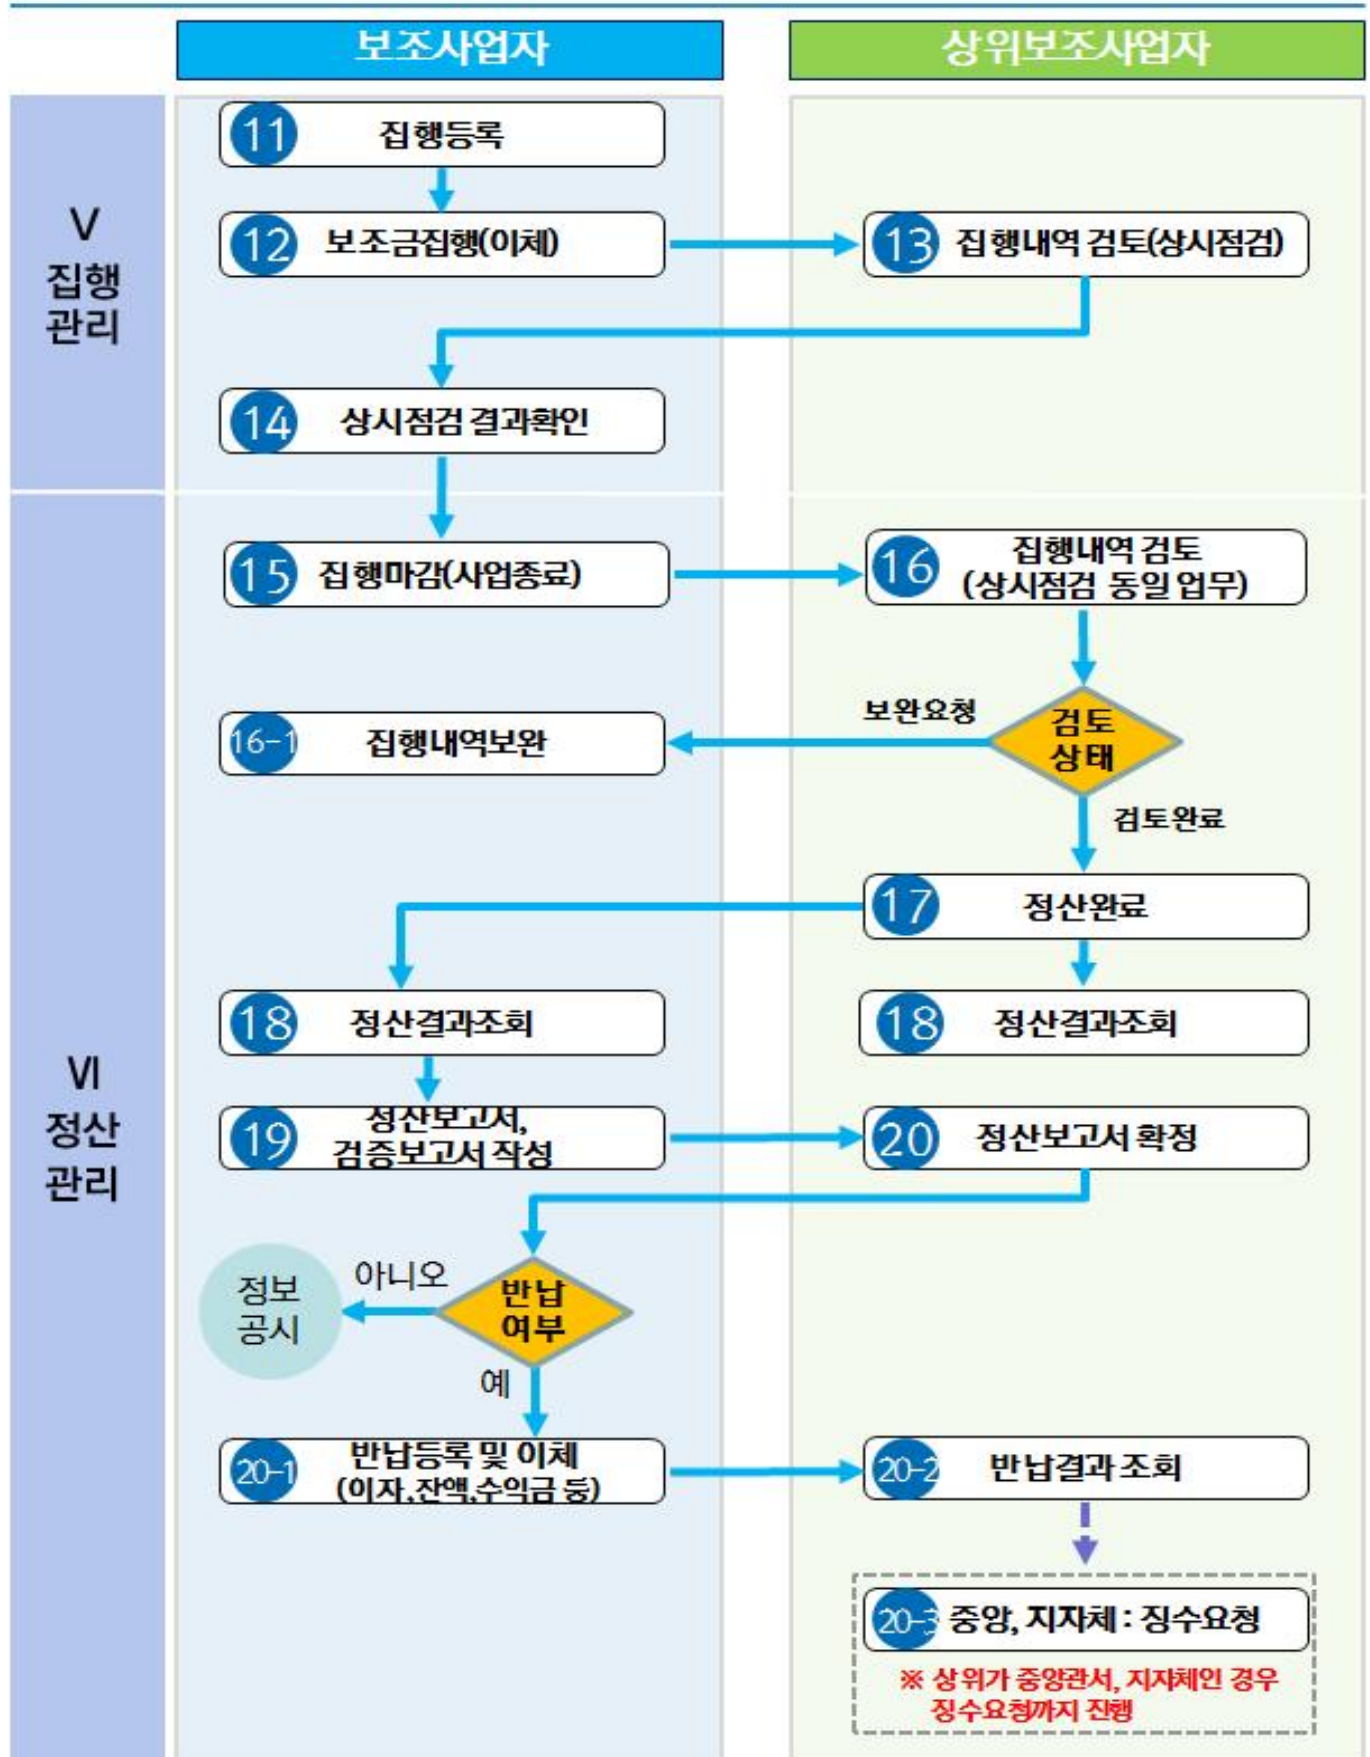 보조사업자
상위보조사업자
Ⅴ
집행
관리
11 집행등록
12 보조금집행(이체)
13 집행내역 검토(상시점검)
14 상시점검 결과확인
Ⅵ
정산
관리
15 집행마감(사업종료)
16 집행내역 검토
(상시점검 동일 업무)
검토
상태
보완요청
16-1 집행내역보완
검토완료
17 정산완료
18 정산결과조회
18 정산결과조회
19 정산보고서,
검증보고서 작성
20 정산보고서 확정
반납
여부
아니오
정보
공시
예
20-1 반납등록 및 이체
(이자,잔액,수익금 등)
20-2 반납결과 조회
20-3 중앙, 지자체 : 징수요청
※ 상위가 중앙관서, 지자체인 경우
징수요청까지 진행